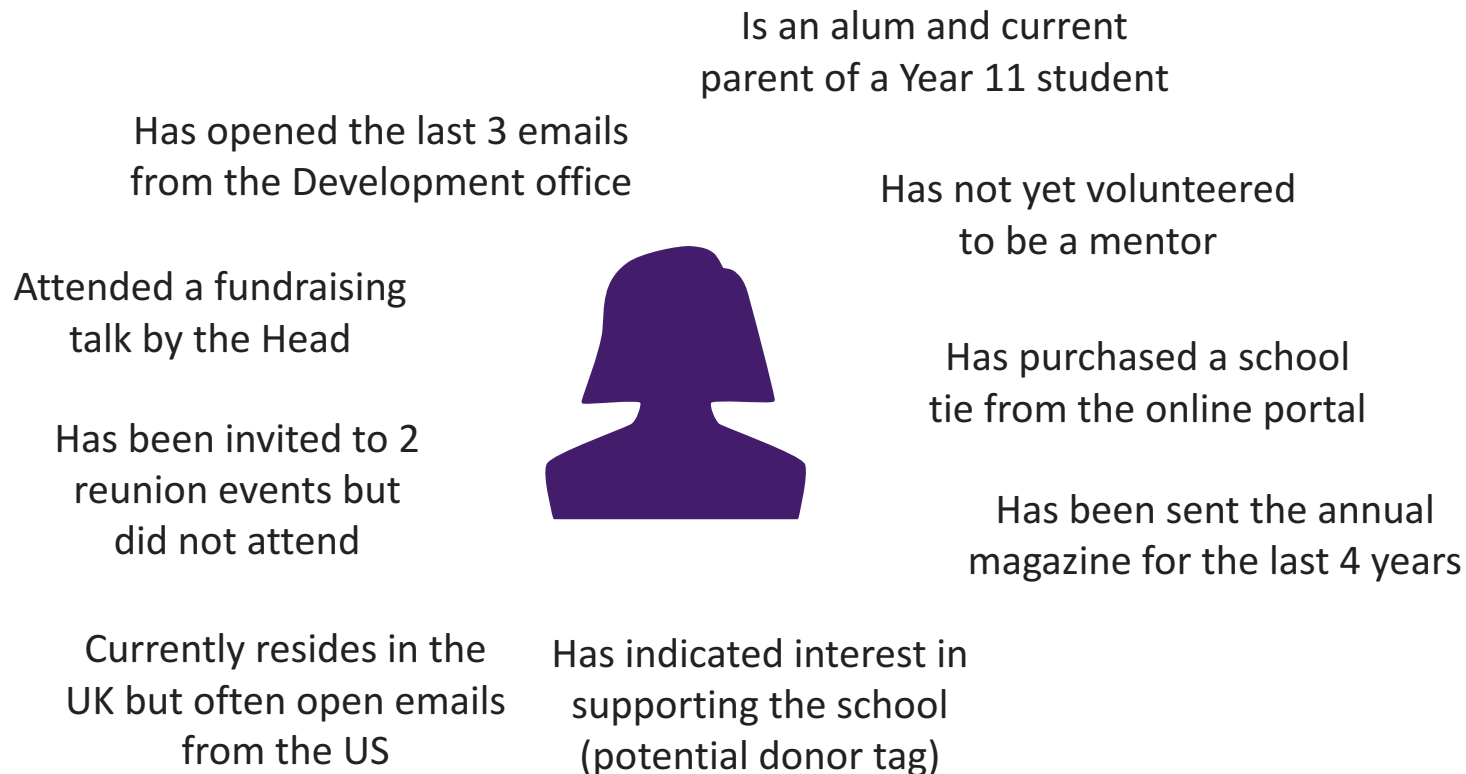 Is an alum and current
parent of a Year 11 student
Has opened the last 3 emails
from the Development office
Has not yet volunteered
to be a mentor
Attended a fundraising
talk by the Head
Has purchased a school
tie from the online portal
Has been invited to 2
reunion events but
did not attend
Has been sent the annual
magazine for the last 4 years
Currently resides in the
UK but often open emails
from the US
Has indicated interest in
supporting the school
(potential donor tag)